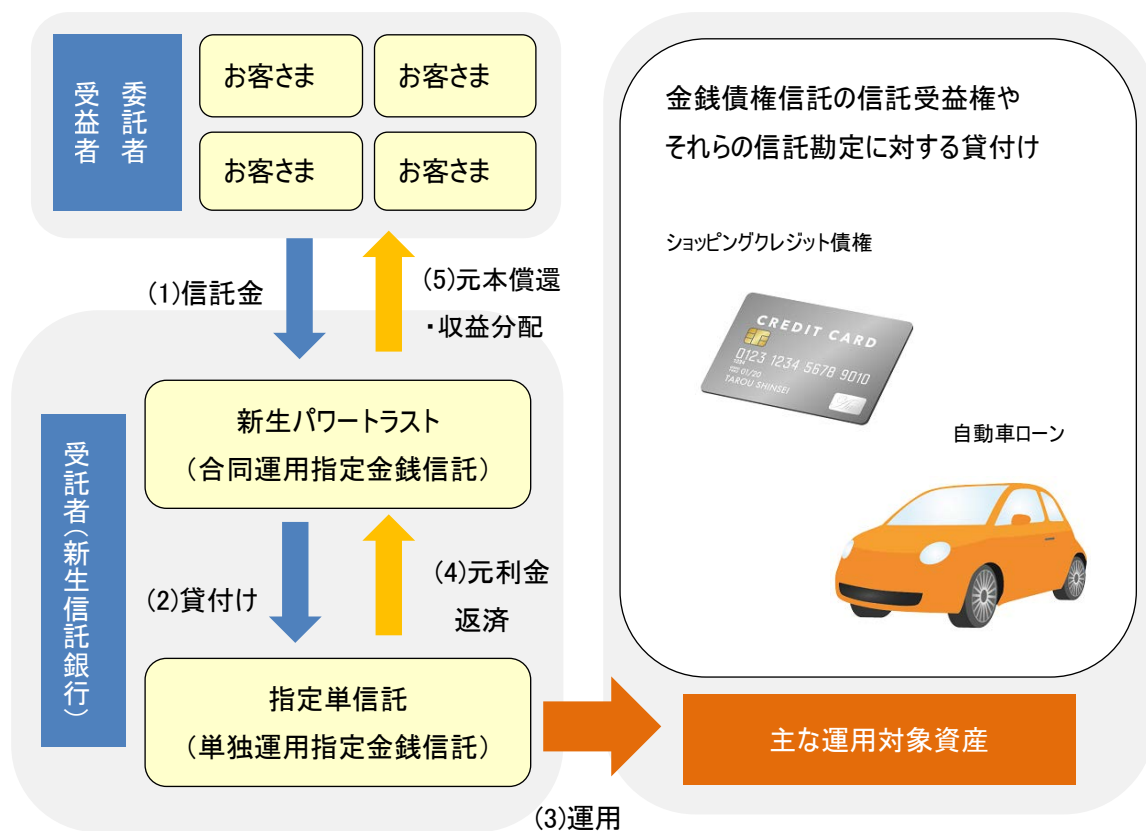 委託者
受益者
お客さま
お客さま
お客さま
お客さま
(1)信託金
(5)元本償還
・収益分配
受託者(新生信託銀行)
新生パワートラスト
(合同運用指定金銭信託)
(2)貸付け
(4)元利金
返済
指定単信託
(単独運用指定金銭信託)
(3)運用
金銭債権信託の信託受益権や
それらの信託勘定に対する貸付け
ショッピングクレジット債権
CREDIT CARD
0123 1234 5678 9010
01/20
TAROU SHINSEI
自動車ローン
主な運用対象資産